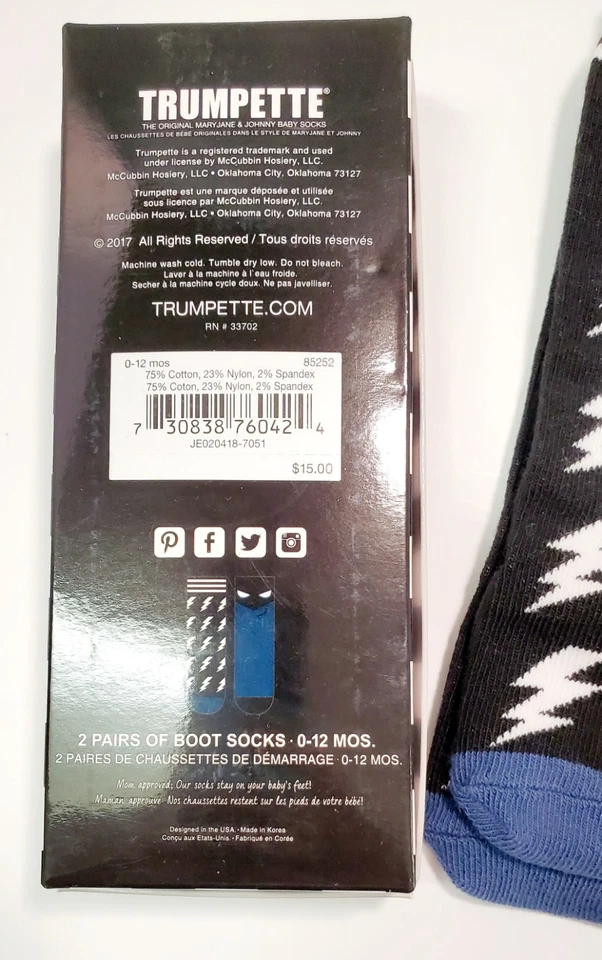 TRUMPETTE®
THE ORIGINAL MARYJANE & JOHNNY BABY SOCKS
LES CHAUSSETTES DE BÉBÉ ORIGINALES DANS LE STYLE DE MARYJANE ET JOHNNY
Trumpette is a registered trademark and used
under license by McCubbin Hosiery, LLC.
McCubbin Hosiery, LLC • Oklahoma City, Oklahoma 73127
Trumpette est une marque déposée et utilisée
sous licence par McCubbin Hosiery, LLC.
McCubbin Hosiery, LLC • Oklahoma City, Oklahoma 73127
© 2017 All Rights Reserved / Tous droits réservés
Machine wash cold. Tumble dry low. Do not bleach.
Laver à la machine à l'eau froide.
Secher à la machine cycle doux. Ne pas javelliser.
TRUMPETTE.COM
RN # 33702
0-12 mos 85252
75% Cotton, 23% Nylon, 2% Spandex
75% Coton, 23% Nylon, 2% Spandex
7 30838 76042 4
JE020418-7051
$15.00
2 PAIRS OF BOOT SOCKS · 0-12 MOS.
2 PAIRES DE CHAUSSETTES DE DÉMARRAGE · 0-12 MOS.
Mom approved: Our socks stay on your baby's feet!
Maman approuvé Nos chaussettes restent sur les pieds de votre bébé!
Designed in the USA. • Made in Korea
Conçu aux Etats-Unis. • Fabriqué en Corée